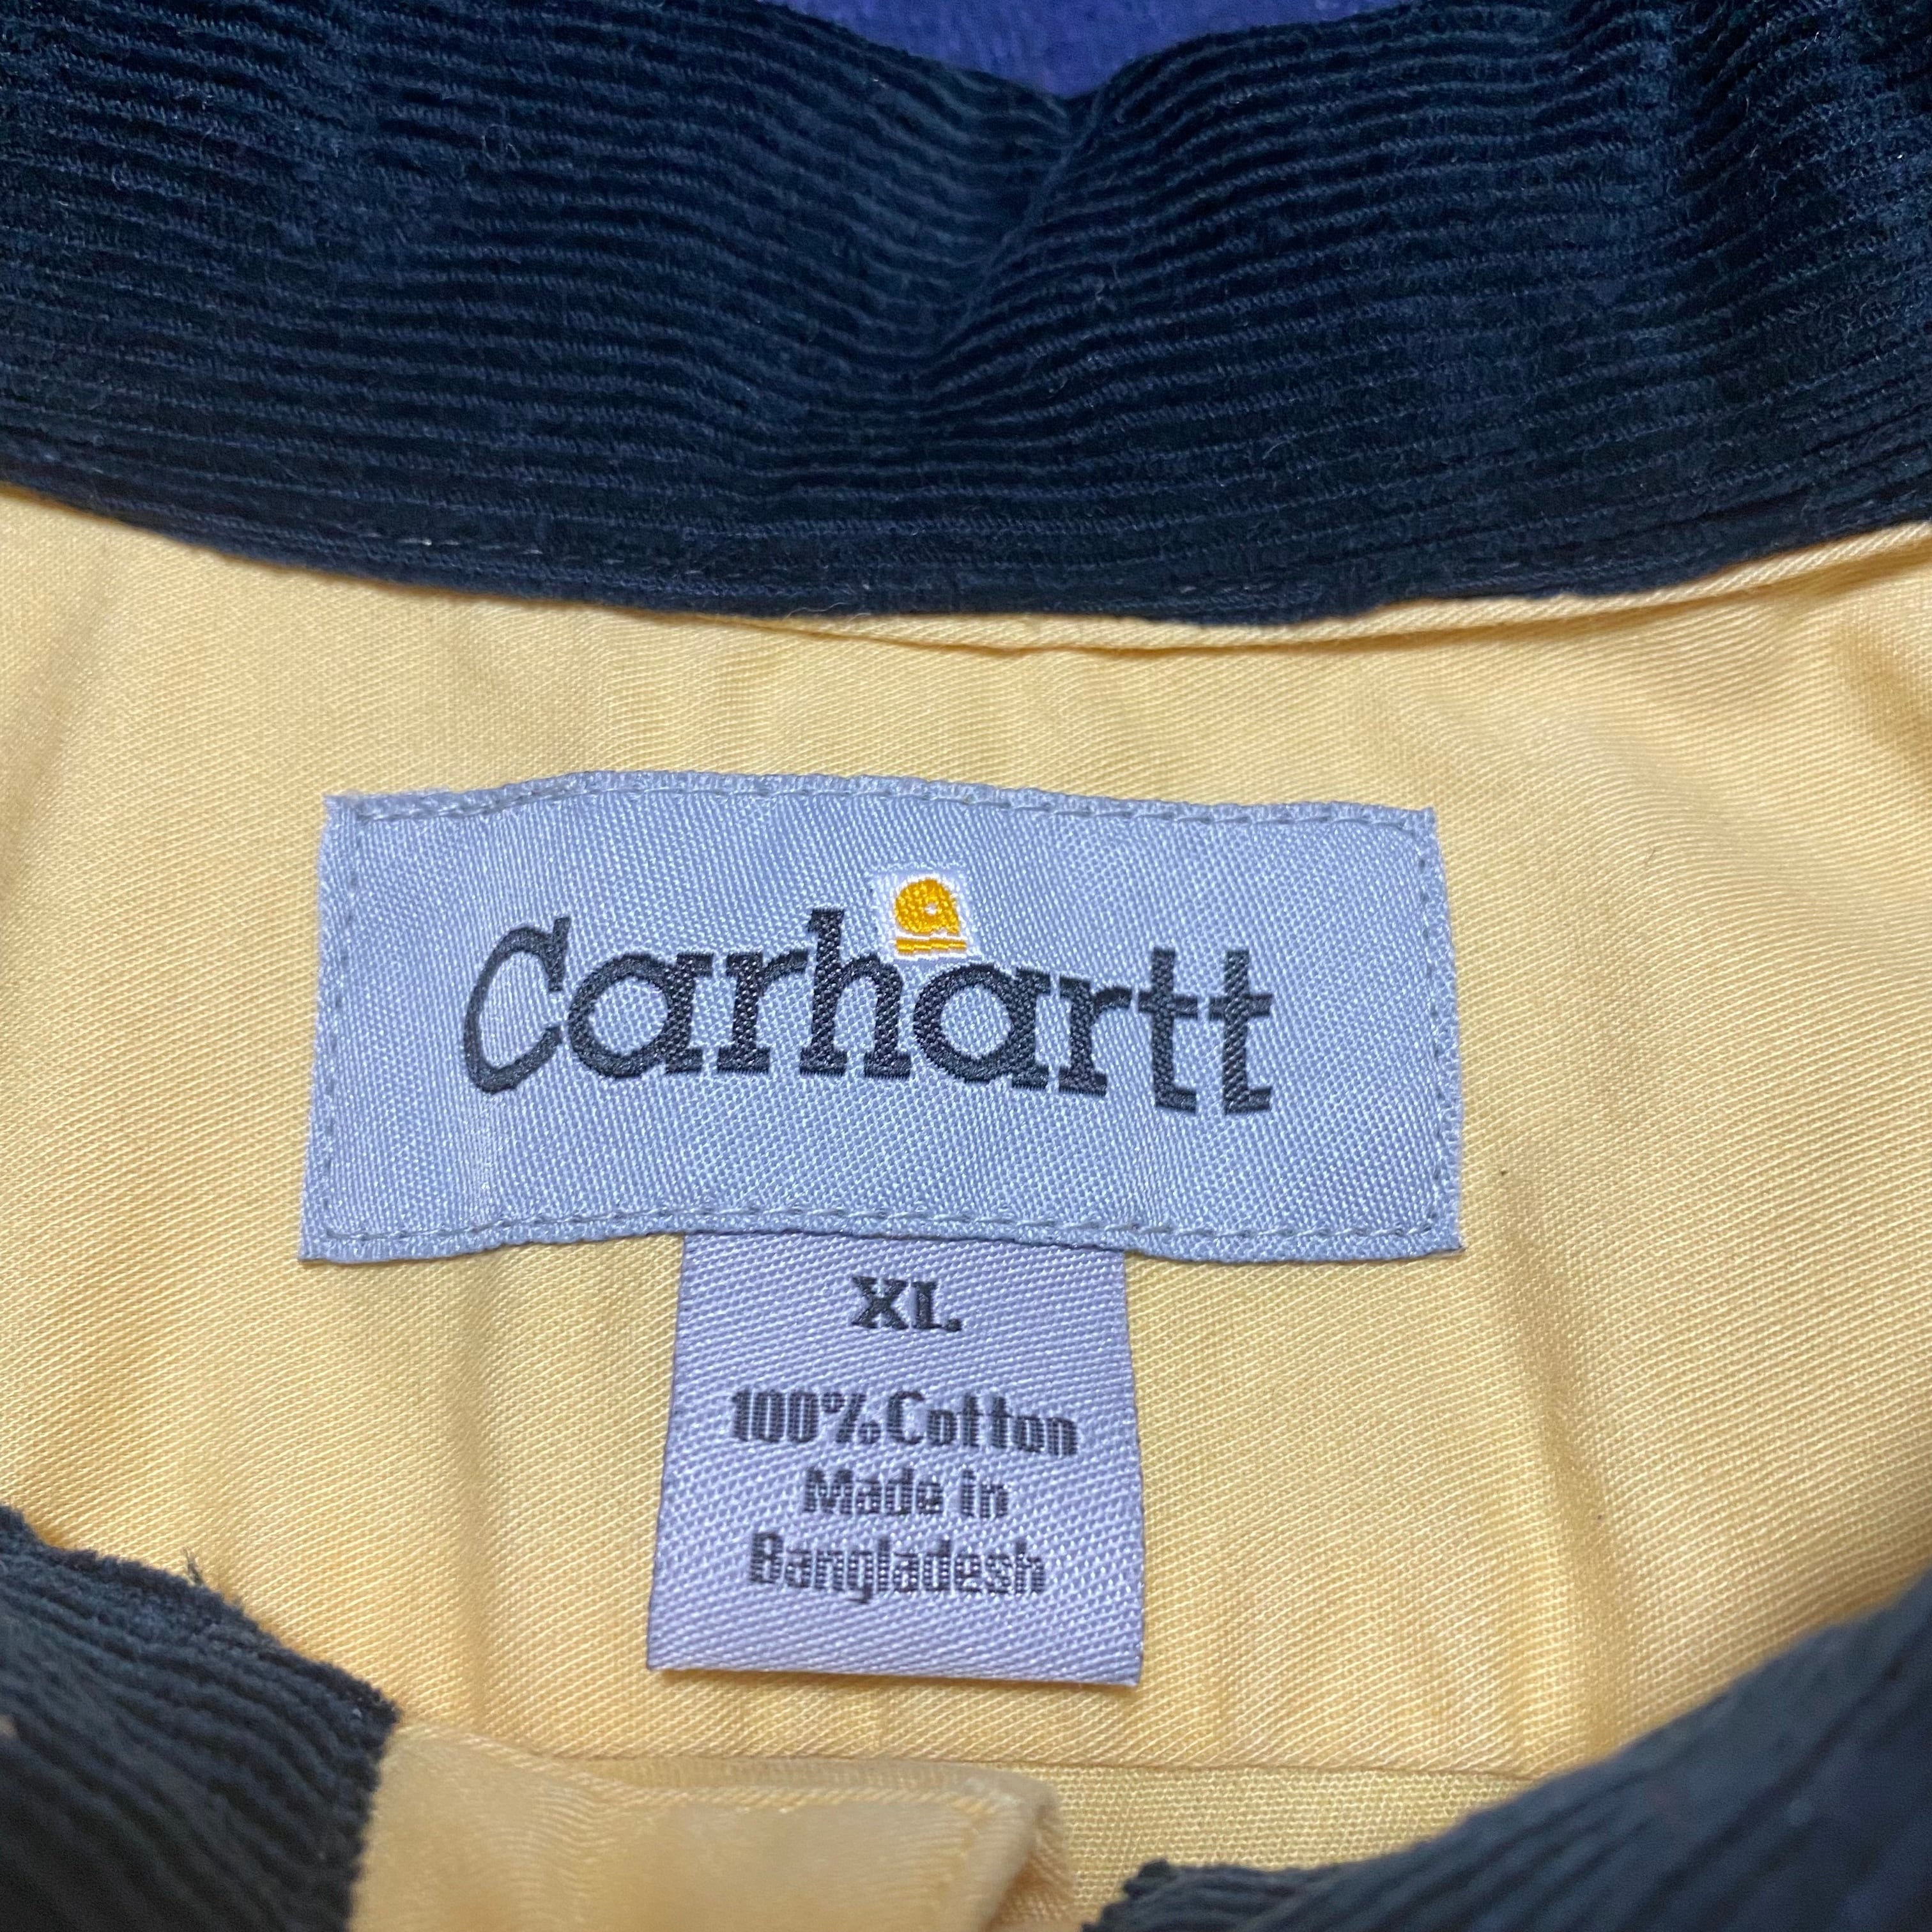 Carhartt
XL
100% Cotton
Made in
Bangladesh